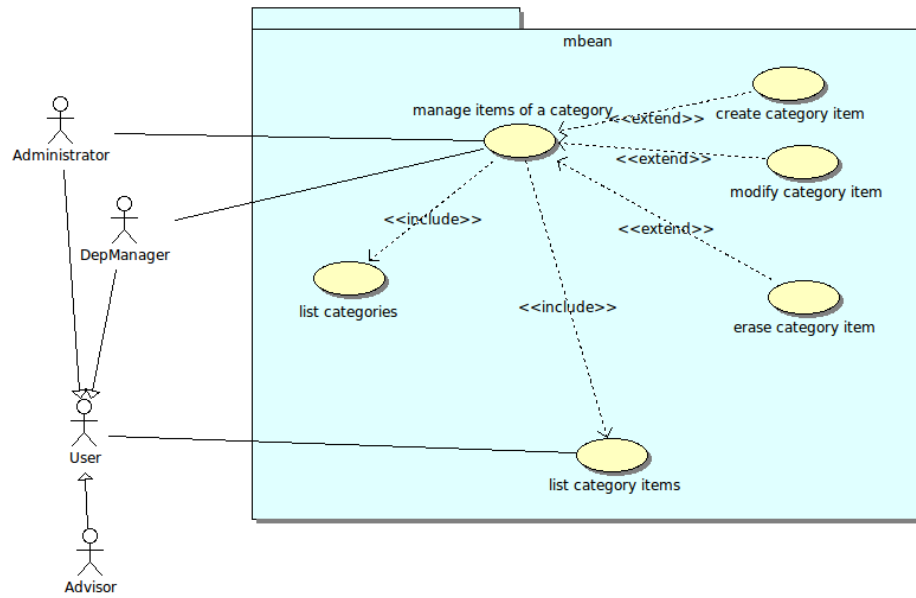 mbean
manage items of a category
<<extend>>
create category item
Administrator
<<extend>>
modify category item
<<include>>
<<extend>>
DepManager
list categories
<<include>>
erase category item
User
list category items
Advisor